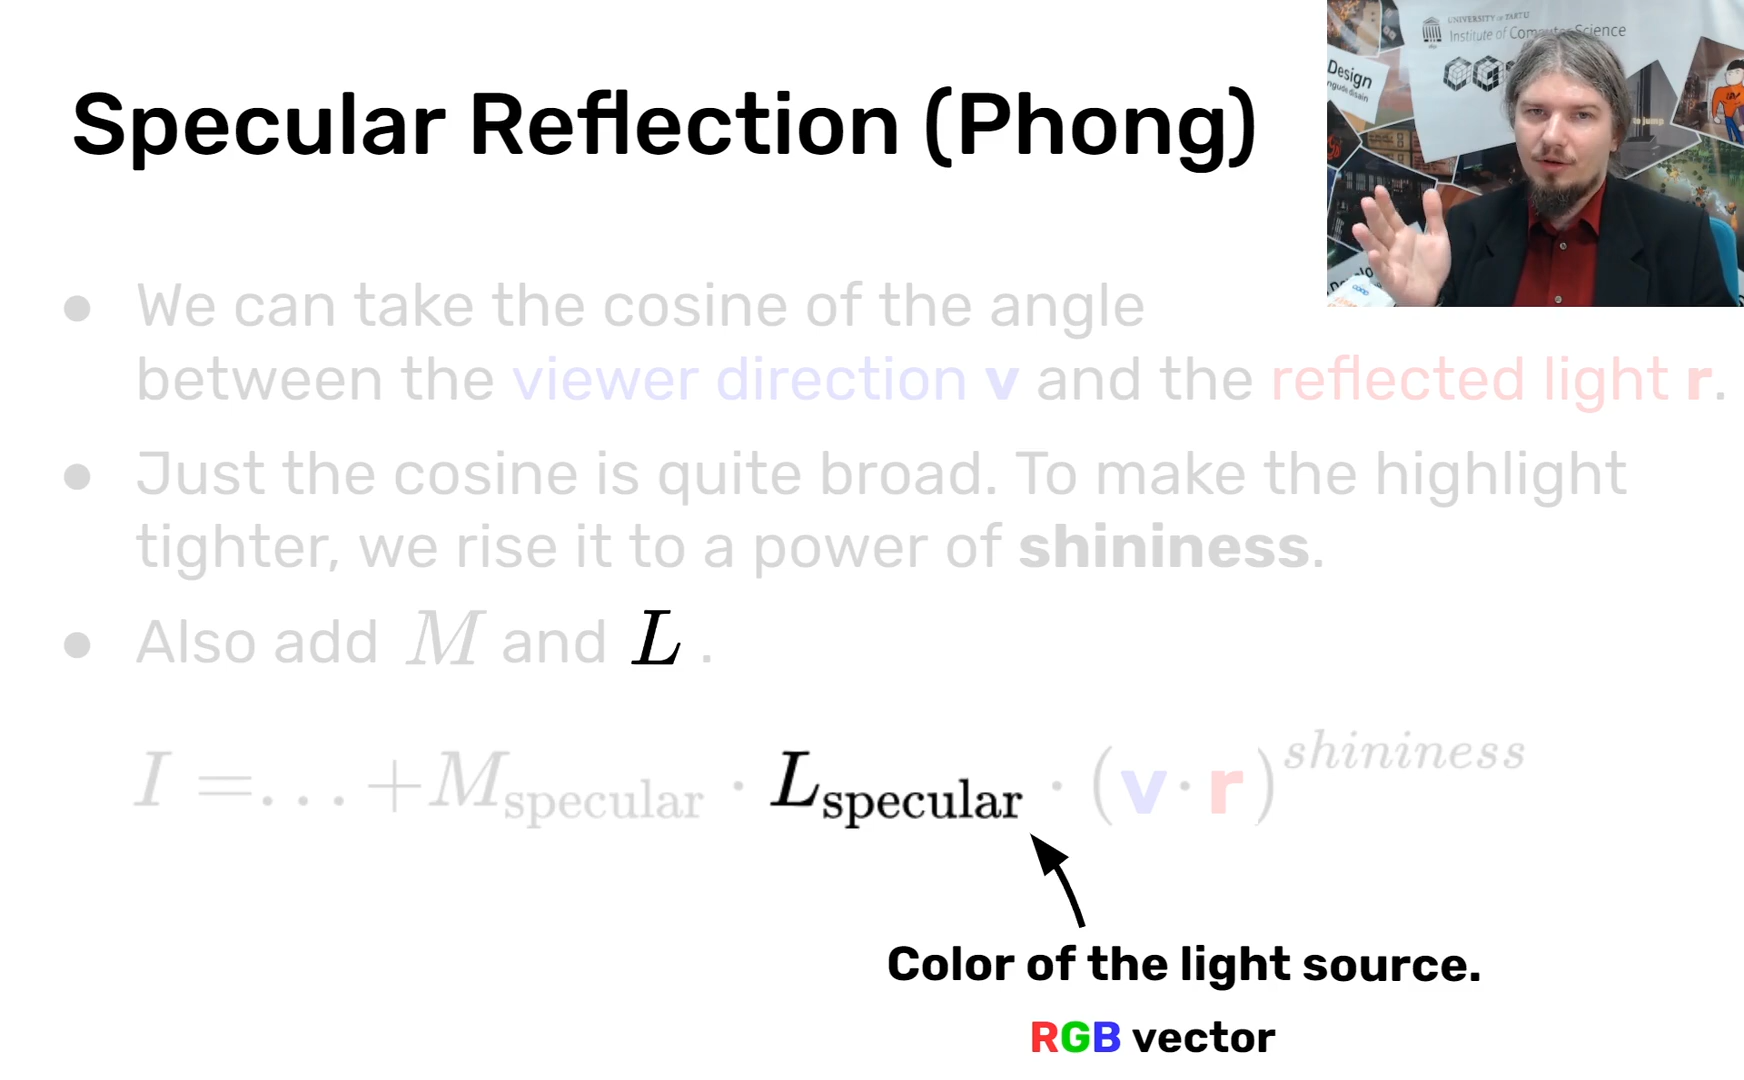 Specular Reflection (Phong)
UNIVERSITY OF TARTU
Institute of Computer Science
Design
to jump
● We can take the cosine of the angle
between the viewer direction v and the reflected light r.
● Just the cosine is quite broad. To make the highlight
tighter, we rise it to a power of shininess.
● Also add M and L .
I =... +M_specular · L_specular · (v · r)^shininess
Color of the light source.
RGB vector